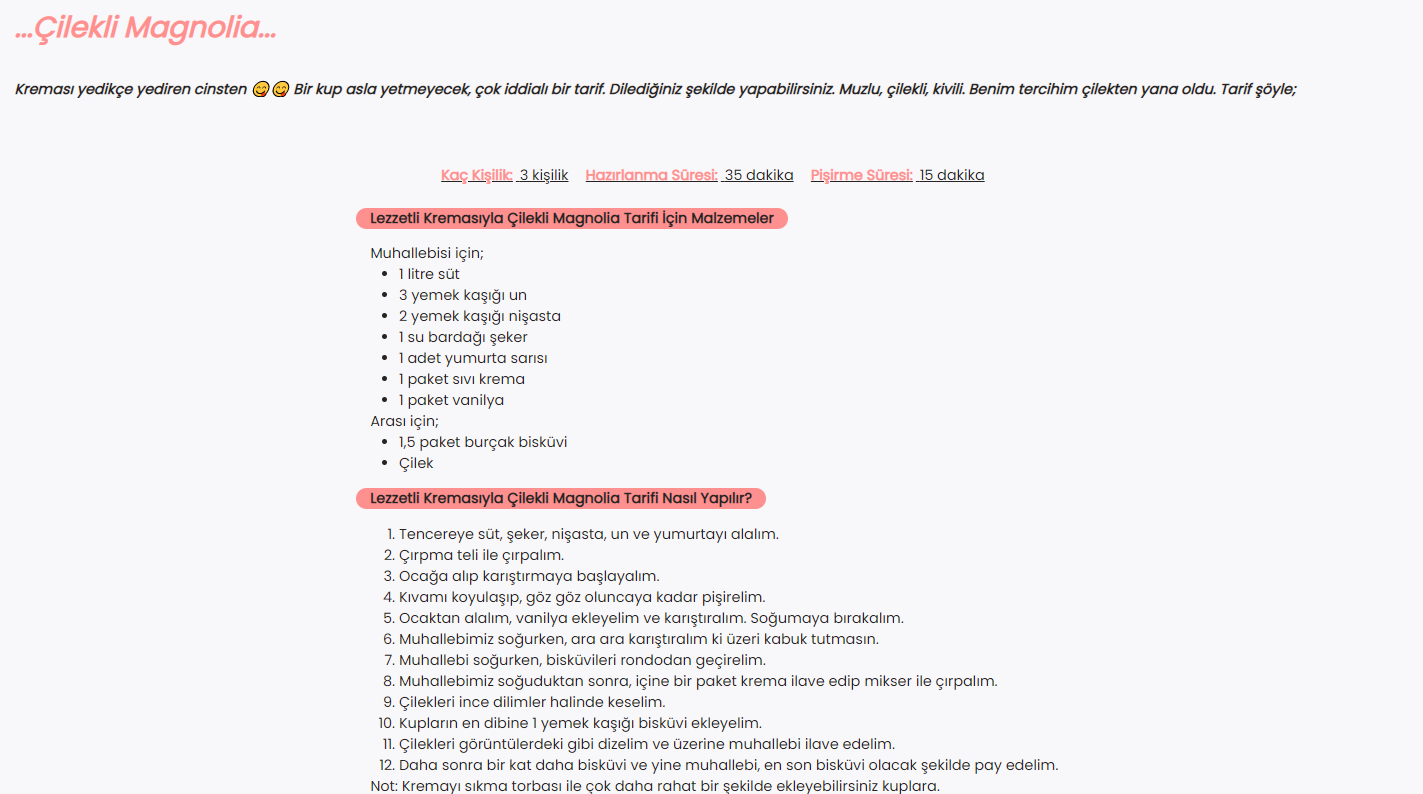 ...Çilekli Magnolia...
Kreması yedikçe yediren cinsten 😋😋 Bir kup asla yetmeyecek, çok iddialı bir tarif. Dilediğiniz şekilde yapabilirsiniz. Muzlu, çilekli, kivili. Benim tercihim çilekten yana oldu. Tarif şöyle;
Kaç Kişilik: 3 kişilik Hazırlanma Süresi: 35 dakika Pişirme Süresi: 15 dakika
Lezzetli Kremasıyla Çilekli Magnolia Tarifi İçin Malzemeler
Muhallebisi için;
• 1 litre süt
• 3 yemek kaşığı un
• 2 yemek kaşığı nişasta
• 1 su bardağı şeker
• 1 adet yumurta sarısı
• 1 paket sıvı krema
• 1 paket vanilya
Arası için;
• 1,5 paket burçak bisküvi
• Çilek
Lezzetli Kremasıyla Çilekli Magnolia Tarifi Nasıl Yapılır?
1. Tencereye süt, şeker, nişasta, un ve yumurtayı alalım.
2. Çırpma teli ile çırpalım.
3. Ocağa alıp karıştırmaya başlayalım.
4. Kıvamı koyulaşıp, göz göz oluncaya kadar pişirelim.
5. Ocaktan alalım, vanilya ekleyelim ve karıştıralım. Soğumaya bırakalım.
6. Muhallebimiz soğurken, ara ara karıştıralım ki üzeri kabuk tutmasın.
7. Muhallebi soğurken, bisküvileri rondodan geçirelim.
8. Muhallebimiz soğuduktan sonra, içine bir paket krema ilave edip mikser ile çırpalım.
9. Çilekleri ince dilimler halinde keselim.
10. Kupların en dibine 1 yemek kaşığı bisküvi ekleyelim.
11. Çilekleri görüntülerdeki gibi dizelim ve üzerine muhallebi ilave edelim.
12. Daha sonra bir kat daha bisküvi ve yine muhallebi, en son bisküvi olacak şekilde pay edelim.
Not: Kremayı sıkma torbası ile çok daha rahat bir şekilde ekleyebilirsiniz kuplara.